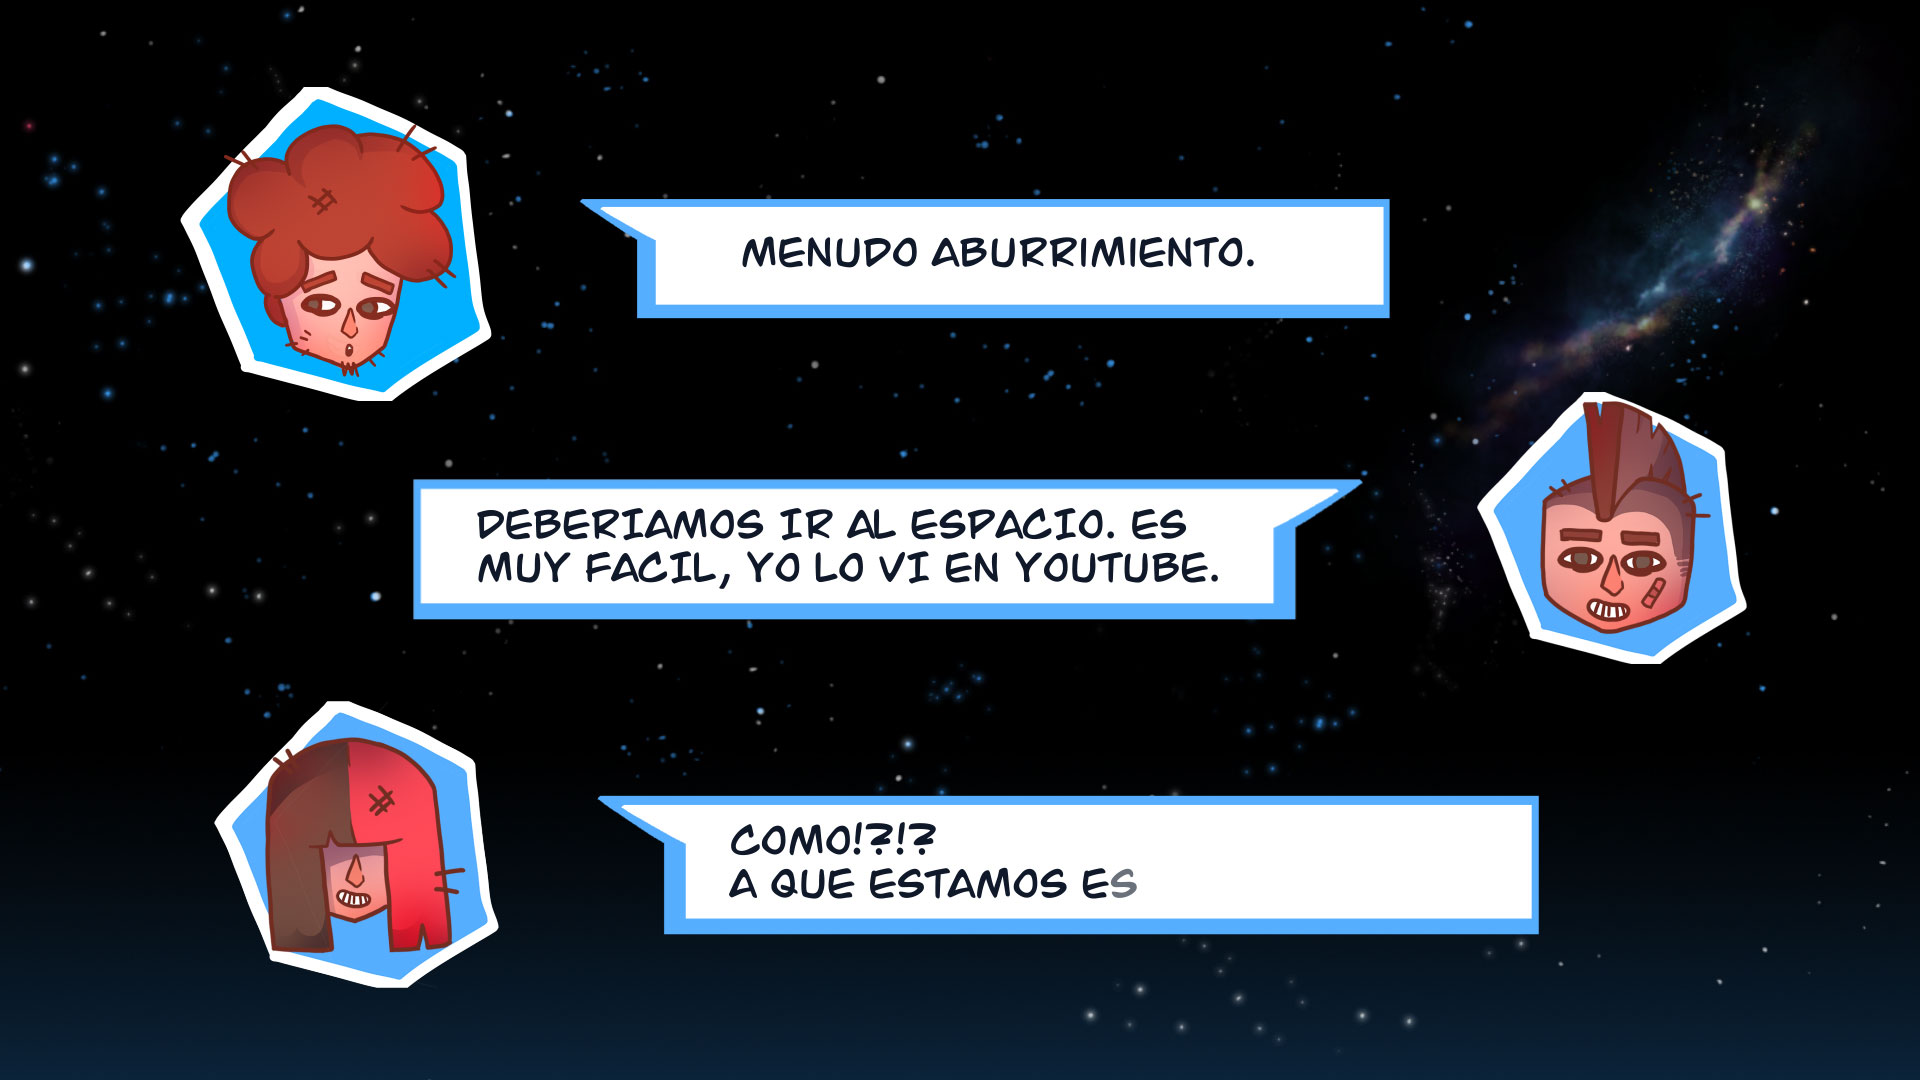 MENUDO ABURRIMIENTO.
DEBERIAMOS IR AL ESPACIO. ES
MUY FACIL, YO LO VI EN YOUTUBE.
COMO!?!?
A QUE ESTAMOS ES